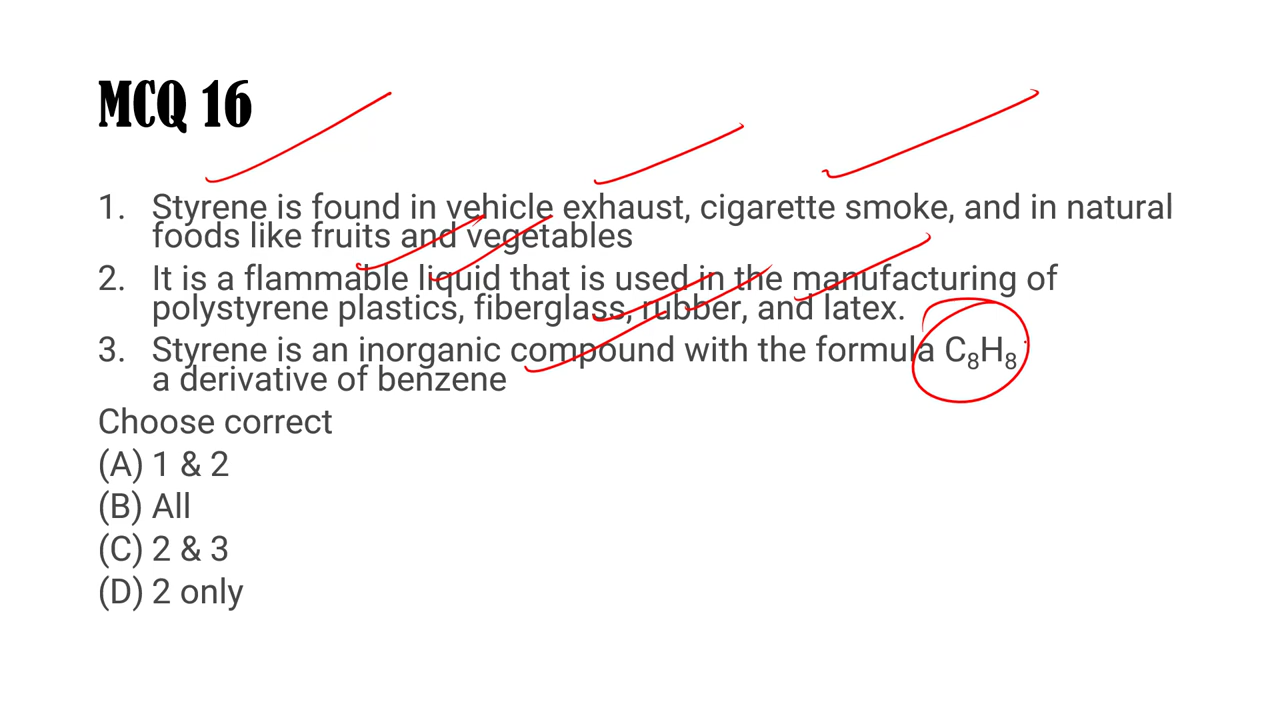 MCQ 16
1. Styrene is found in vehicle exhaust, cigarette smoke, and in natural
foods like fruits and vegetables
2. It is a flammable liquid that is used in the manufacturing of
polystyrene plastics, fiberglass, rubber, and latex.
3. Styrene is an inorganic compound with the formula C₈H₈
a derivative of benzene
Choose correct
(A) 1 & 2
(B) All
(C) 2 & 3
(D) 2 only